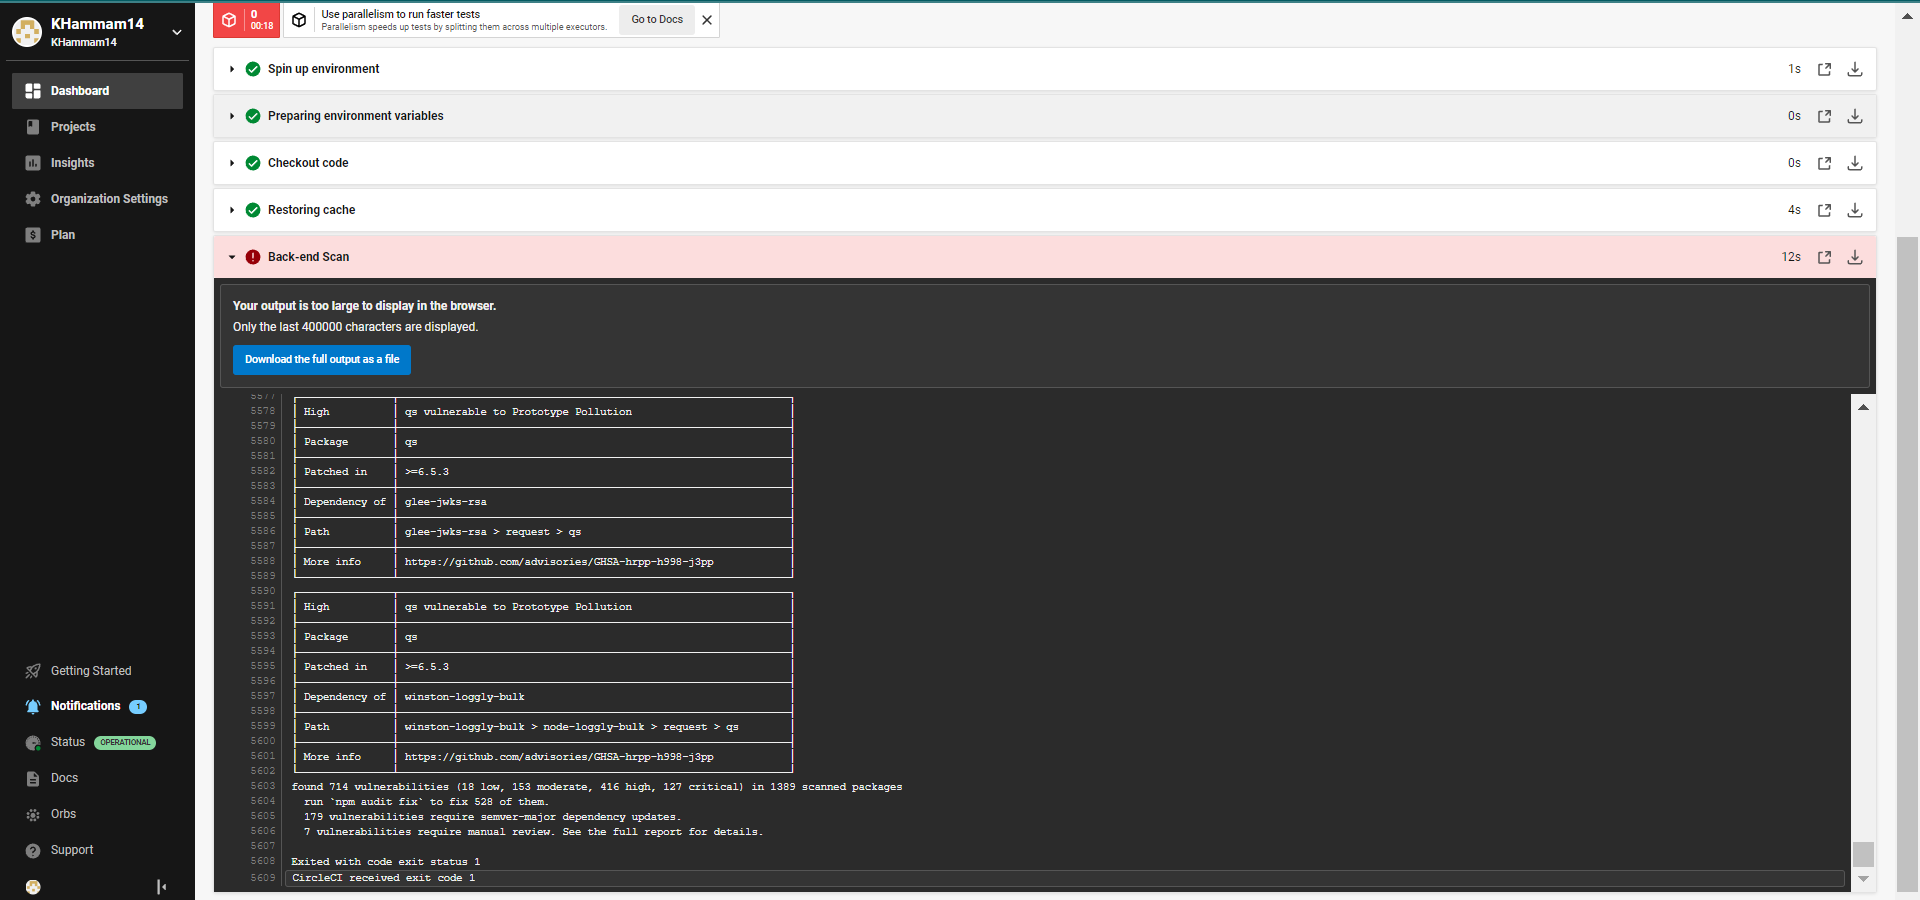 KHammam14
KHammam14
Dashboard
Projects
Insights
Organization Settings
Plan
Getting Started
Notifications 1
Status OPERATIONAL
Docs
Orbs
Support
0
00:18
Use parallelism to run faster tests
Parallelism speeds up tests by splitting them across multiple executors.
Go to Docs
Spin up environment 1s
Preparing environment variables 0s
Checkout code 0s
Restoring cache 4s
Back-end Scan 12s
Your output is too large to display in the browser.
Only the last 400000 characters are displayed.
Download the full output as a file
5577
5578 High qs vulnerable to Prototype Pollution
5579
5580 Package qs
5581
5582 Patched in >=6.5.3
5583
5584 Dependency of glee-jwks-rsa
5585
5586 Path glee-jwks-rsa > request > qs
5587
5588 More info https://github.com/advisories/GHSA-hrpp-h998-j3pp
5589
5590
5591 High qs vulnerable to Prototype Pollution
5592
5593 Package qs
5594
5595 Patched in >=6.5.3
5596
5597 Dependency of winston-loggly-bulk
5598
5599 Path winston-loggly-bulk > node-loggly-bulk > request > qs
5600
5601 More info https://github.com/advisories/GHSA-hrpp-h998-j3pp
5602
5603 found 714 vulnerabilities (18 low, 153 moderate, 416 high, 127 critical) in 1389 scanned packages
5604 run `npm audit fix` to fix 528 of them.
5605 179 vulnerabilities require semver-major dependency updates.
5606 7 vulnerabilities require manual review. See the full report for details.
5607
5608 Exited with code exit status 1
5609 CircleCI received exit code 1